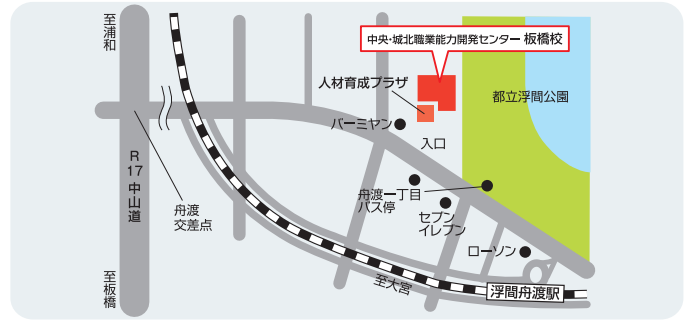 至浦和
中央・城北職業能力開発センター 板橋校
人材育成プラザ
都立浮間公園
バーミヤン
入口
R
17
中山道
舟渡
交差点
舟渡一丁目
バス停
セブン
イレブン
ローソン
至大宮
浮間舟渡駅
至板橋